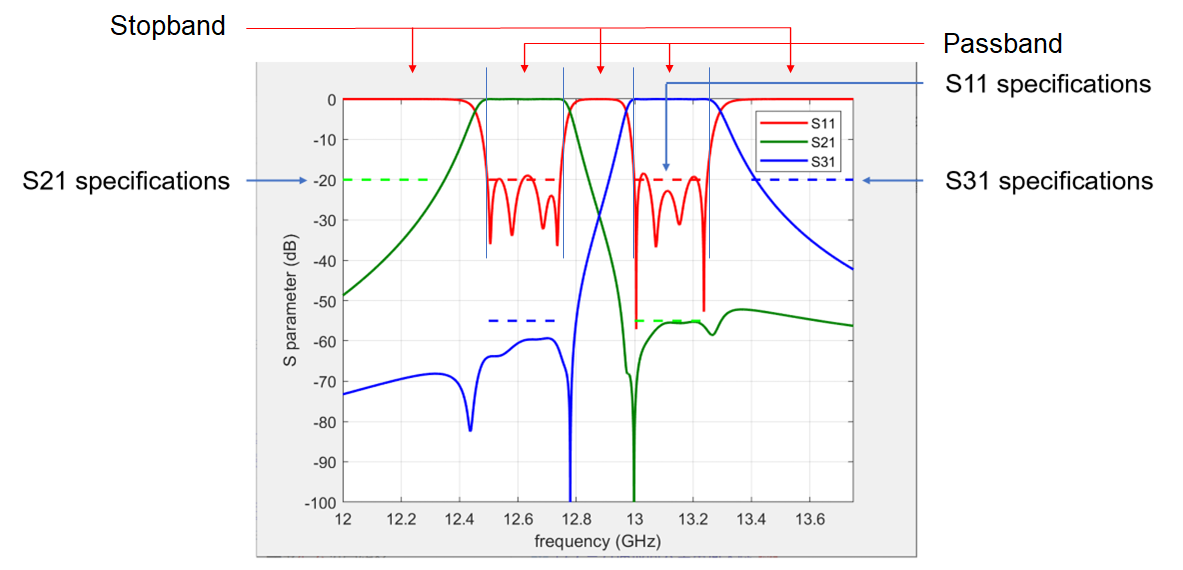 Stopband
Passband
S11 specifications
S21 specifications
S31 specifications
S11
S21
S31
0
-10
-20
-30
-40
-50
-60
-70
-80
-90
-100
S parameter (dB)
12
12.2
12.4
12.6
12.8
13
13.2
13.4
13.6
frequency (GHz)